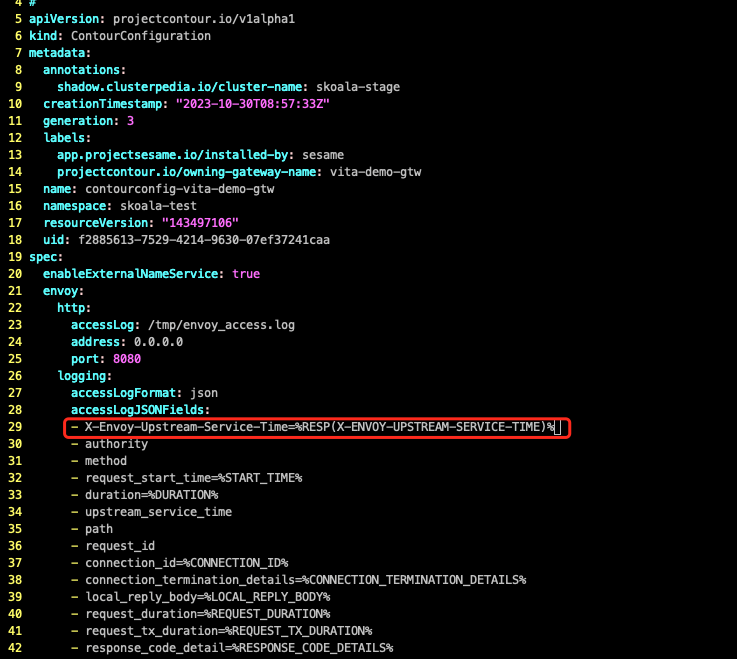 4 #
5 apiVersion: projectcontour.io/v1alpha1
6 kind: ContourConfiguration
7 metadata:
8   annotations:
9     shadow.clusterpedia.io/cluster-name: skoala-stage
10   creationTimestamp: "2023-10-30T08:57:33Z"
11   generation: 3
12   labels:
13     app.projectsesame.io/installed-by: sesame
14     projectcontour.io/owning-gateway-name: vita-demo-gtw
15   name: contourconfig-vita-demo-gtw
16   namespace: skoala-test
17   resourceVersion: "143497106"
18   uid: f2885613-7529-4214-9630-07ef37241caa
19 spec:
20   enableExternalNameService: true
21   envoy:
22     http:
23       accessLog: /tmp/envoy_access.log
24       address: 0.0.0.0
25       port: 8080
26     logging:
27       accessLogFormat: json
28       accessLogJSONFields:
29       - X-Envoy-Upstream-Service-Time=%RESP(X-ENVOY-UPSTREAM-SERVICE-TIME)%
30       - authority
31       - method
32       - request_start_time=%START_TIME%
33       - duration=%DURATION%
34       - upstream_service_time
35       - path
36       - request_id
37       - connection_id=%CONNECTION_ID%
38       - connection_termination_details=%CONNECTION_TERMINATION_DETAILS%
39       - local_reply_body=%LOCAL_REPLY_BODY%
40       - request_duration=%REQUEST_DURATION%
41       - request_tx_duration=%REQUEST_TX_DURATION%
42       - response_code_detail=%RESPONSE_CODE_DETAILS%